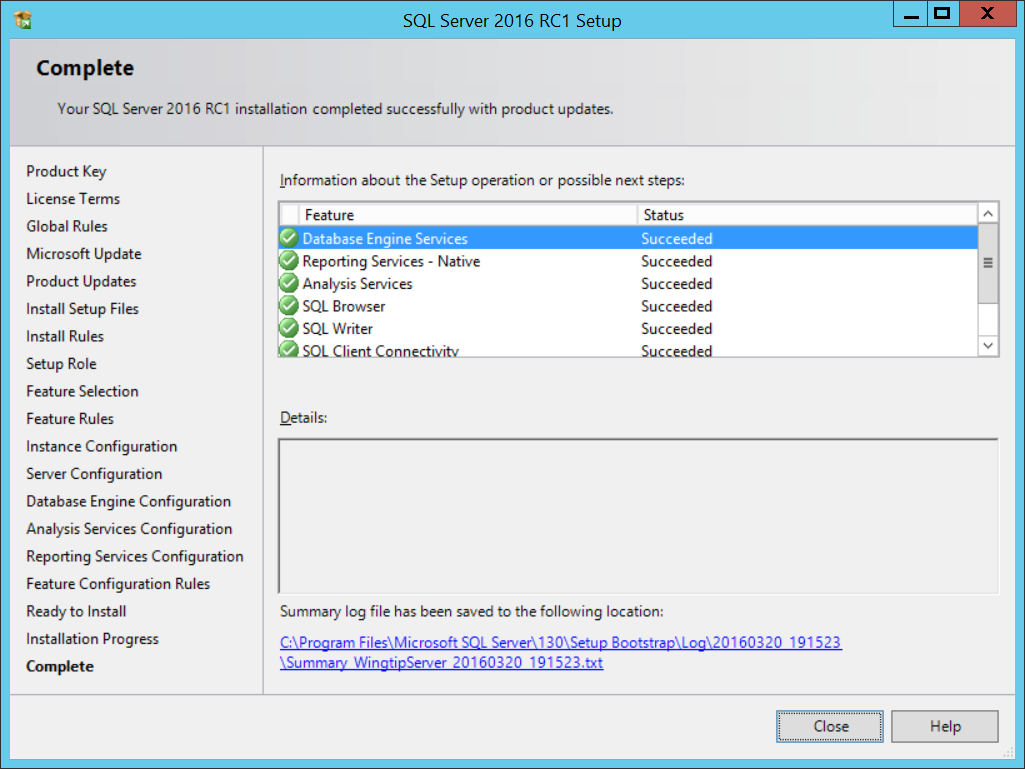 SQL Server 2016 RC1 Setup
Complete
Your SQL Server 2016 RC1 installation completed successfully with product updates.
Product Key
License Terms
Global Rules
Microsoft Update
Product Updates
Install Setup Files
Install Rules
Setup Role
Feature Selection
Feature Rules
Instance Configuration
Server Configuration
Database Engine Configuration
Analysis Services Configuration
Reporting Services Configuration
Feature Configuration Rules
Ready to Install
Installation Progress
Complete
Information about the Setup operation or possible next steps:
Feature Status
Database Engine Services Succeeded
Reporting Services - Native Succeeded
Analysis Services Succeeded
SQL Browser Succeeded
SQL Writer Succeeded
SQL Client Connectivity Succeeded
Details:
Summary log file has been saved to the following location:
C:\Program Files\Microsoft SQL Server\130\Setup Bootstrap\Log\20160320_191523
\Summary_WingtipServer_20160320_191523.txt
Close Help